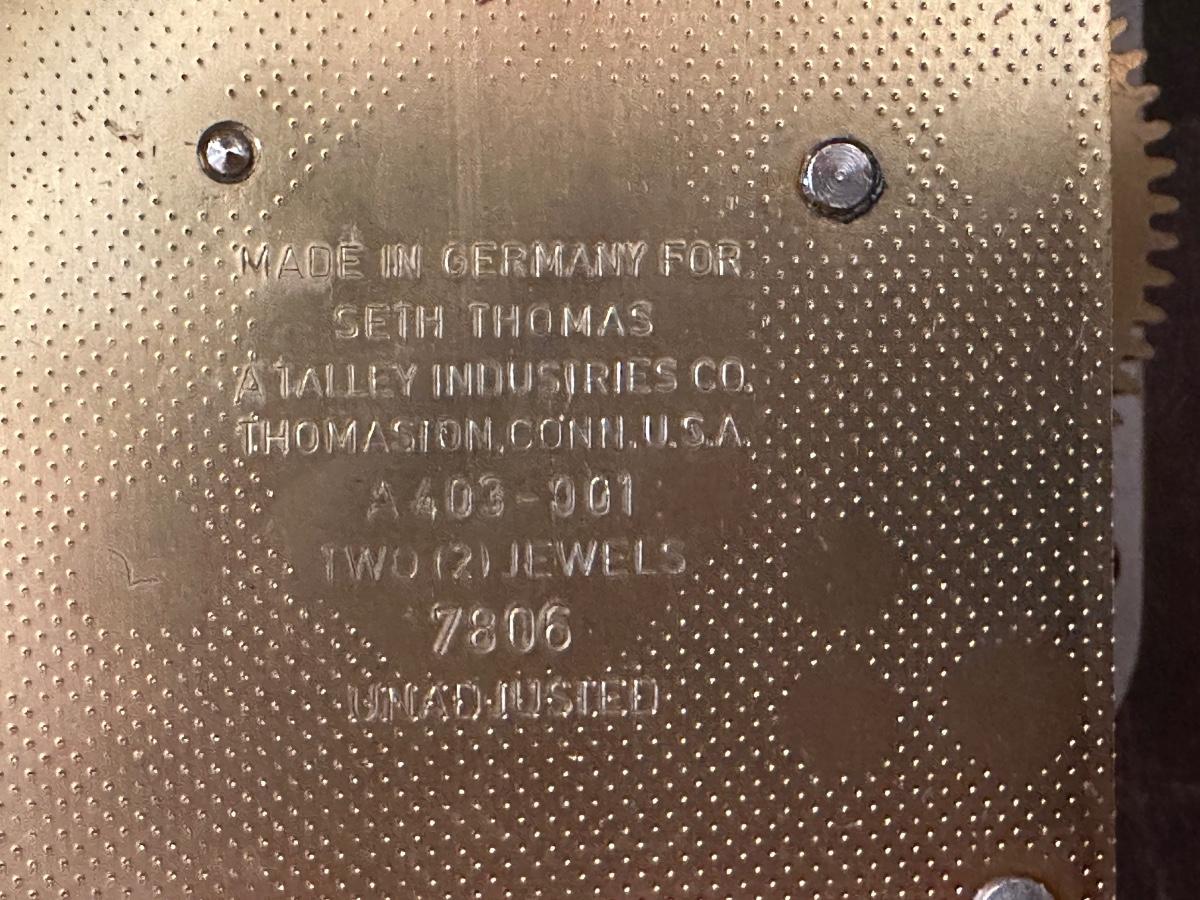 MADE IN GERMANY FOR
SETH THOMAS
A TALLEY INDUSTRIES CO.
THOMASTON, CONN. U.S.A.
A403-001
TWO (2) JEWELS
7806
UNADJUSTED